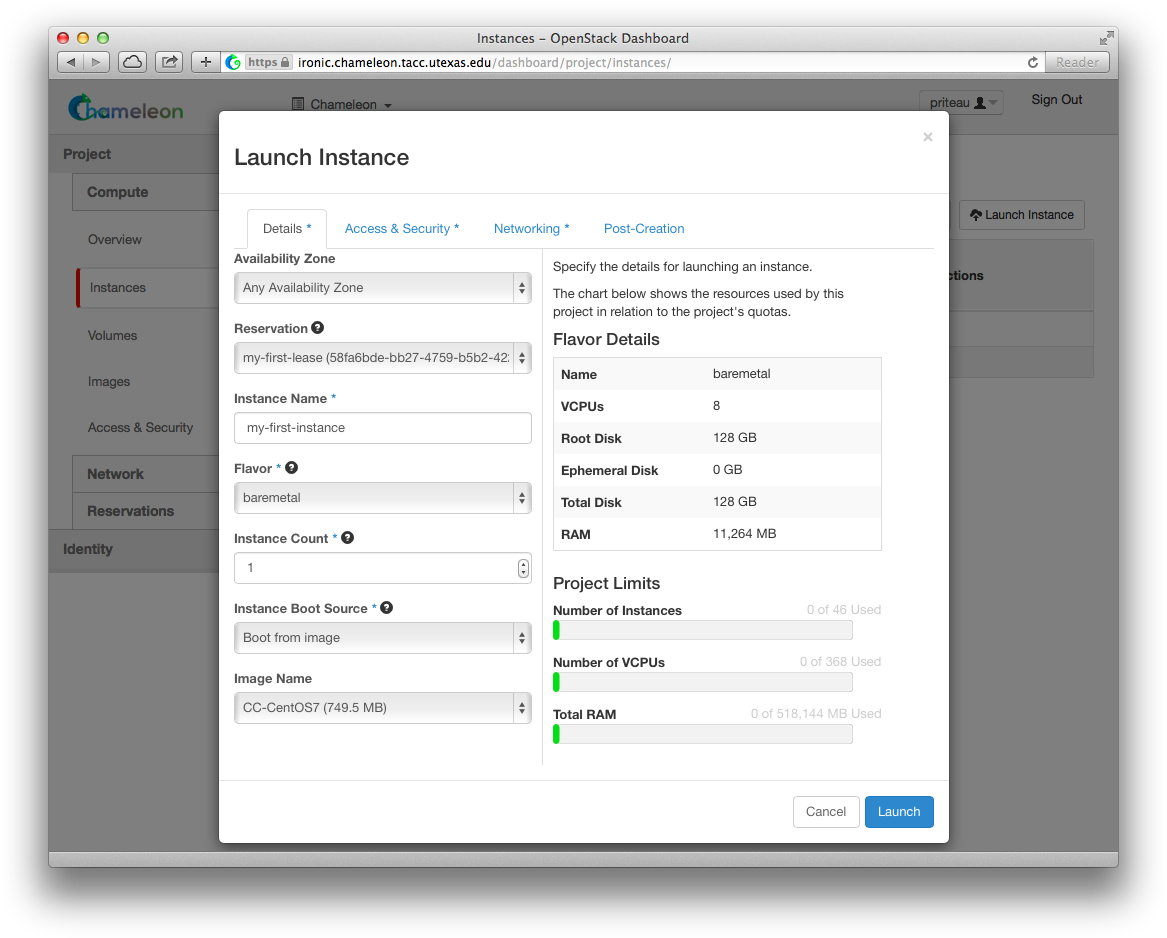 Instances – OpenStack Dashboard
https ironic.chameleon.tacc.utexas.edu/dashboard/project/instances/
Reader
Chameleon
Chameleon
priteau
Sign Out
Project
Compute
Overview
Instances
Volumes
Images
Access & Security
Network
Reservations
Identity
Launch Instance
ctions
Launch Instance
×
Details *
Access & Security *
Networking *
Post-Creation
Availability Zone
Any Availability Zone
Reservation
my-first-lease (58fa6bde-bb27-4759-b5b2-42
Instance Name *
my-first-instance
Flavor *
baremetal
Instance Count *
1
Instance Boot Source *
Boot from image
Image Name
CC-CentOS7 (749.5 MB)
Specify the details for launching an instance.
The chart below shows the resources used by this
project in relation to the project's quotas.
Flavor Details
Name baremetal
VCPUs 8
Root Disk 128 GB
Ephemeral Disk 0 GB
Total Disk 128 GB
RAM 11,264 MB
Project Limits
Number of Instances 0 of 46 Used
Number of VCPUs 0 of 368 Used
Total RAM 0 of 518,144 MB Used
Cancel
Launch